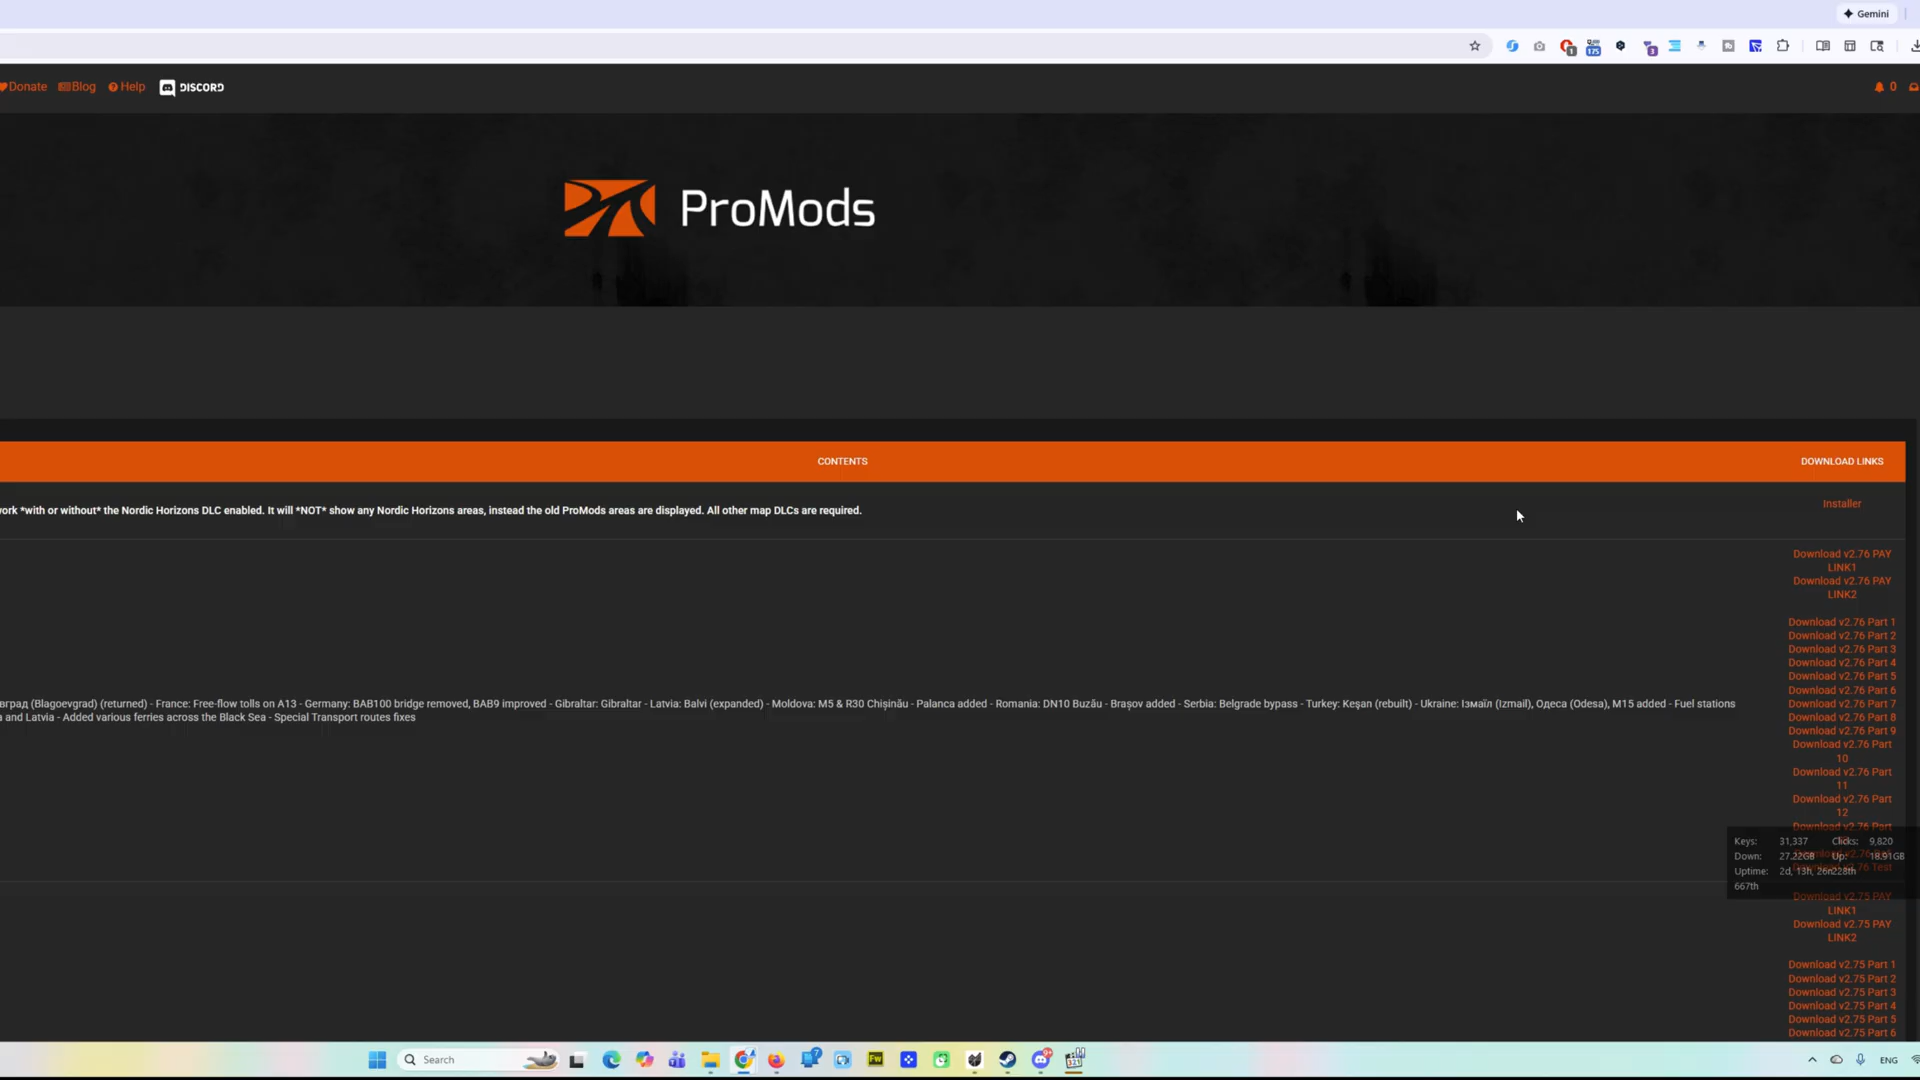 Gemini
Donate Blog Help DISCORD
0
ProMods
CONTENTS
DOWNLOAD LINKS
Installer
ork *with or without* the Nordic Horizons DLC enabled. It will *NOT* show any Nordic Horizons areas, instead the old ProMods areas are displayed. All other map DLCs are required.
Download v2.76 PAY
LINK1
Download v2.76 PAY
LINK2
Download v2.76 Part 1
Download v2.76 Part 2
Download v2.76 Part 3
Download v2.76 Part 4
Download v2.76 Part 5
Download v2.76 Part 6
вград (Blagoevgrad) (returned) - France: Free-flow tolls on A13 - Germany: BAB100 bridge removed, BAB9 improved - Gibraltar: Gibraltar - Latvia: Balvi (expanded) - Moldova: M5 & R30 Chișinău - Palanca added - Romania: DN10 Buzău - Brașov added - Serbia: Belgrade bypass - Turkey: Keşan (rebuilt) - Ukraine: Ізмаїл (Izmail), Одеса (Odesa), M15 added - Fuel stations
and Latvia - Added various ferries across the Black Sea - Special Transport routes fixes
Download v2.76 Part 7
Download v2.76 Part 8
Download v2.76 Part 9
Download v2.76 Part
10
Download v2.76 Part
11
Download v2.76 Part
12
Download v2.76 Part
Keys: 31,337 Clicks: 9,820
Down: 27.22GB Up: 18.91GB
Uptime: 2d, 13h, 26m
667th
Download v2.75 PAY
LINK1
Download v2.75 PAY
LINK2
Download v2.75 Part 1
Download v2.75 Part 2
Download v2.75 Part 3
Download v2.75 Part 4
Download v2.75 Part 5
Download v2.75 Part 6
Search
ENG